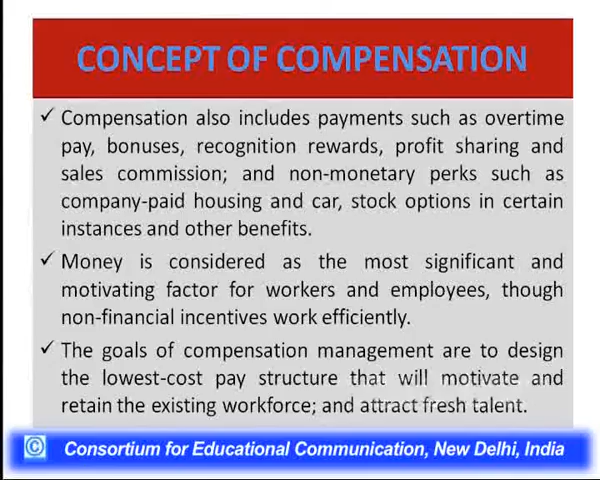 CONCEPT OF COMPENSATION
✓ Compensation also includes payments such as overtime
pay, bonuses, recognition rewards, profit sharing and
sales commission; and non-monetary perks such as
company-paid housing and car, stock options in certain
instances and other benefits.
✓ Money is considered as the most significant and
motivating factor for workers and employees, though
non-financial incentives work efficiently.
✓ The goals of compensation management are to design
the lowest-cost pay structure that will motivate and
retain the existing workforce; and attract fresh talent.
© Consortium for Educational Communication, New Delhi, India